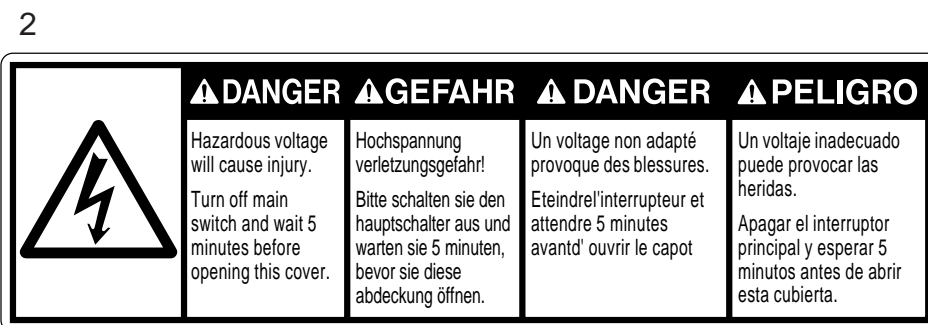 2
DANGER
Hazardous voltage
will cause injury.
Turn off main
switch and wait 5
minutes before
opening this cover.
GEFAHR
Hochspannung
verletzungsgefahr!
Bitte schalten sie den
hauptschalter aus und
warten sie 5 minuten,
bevor sie diese
abdeckung öffnen.
DANGER
Un voltage non adapté
provoque des blessures.
Eteindrel'interrupteur et
attendre 5 minutes
avantd' ouvrir le capot
PELIGRO
Un voltaje inadecuado
puede provocar las
heridas.
Apagar el interruptor
principal y esperar 5
minutos antes de abrir
esta cubierta.